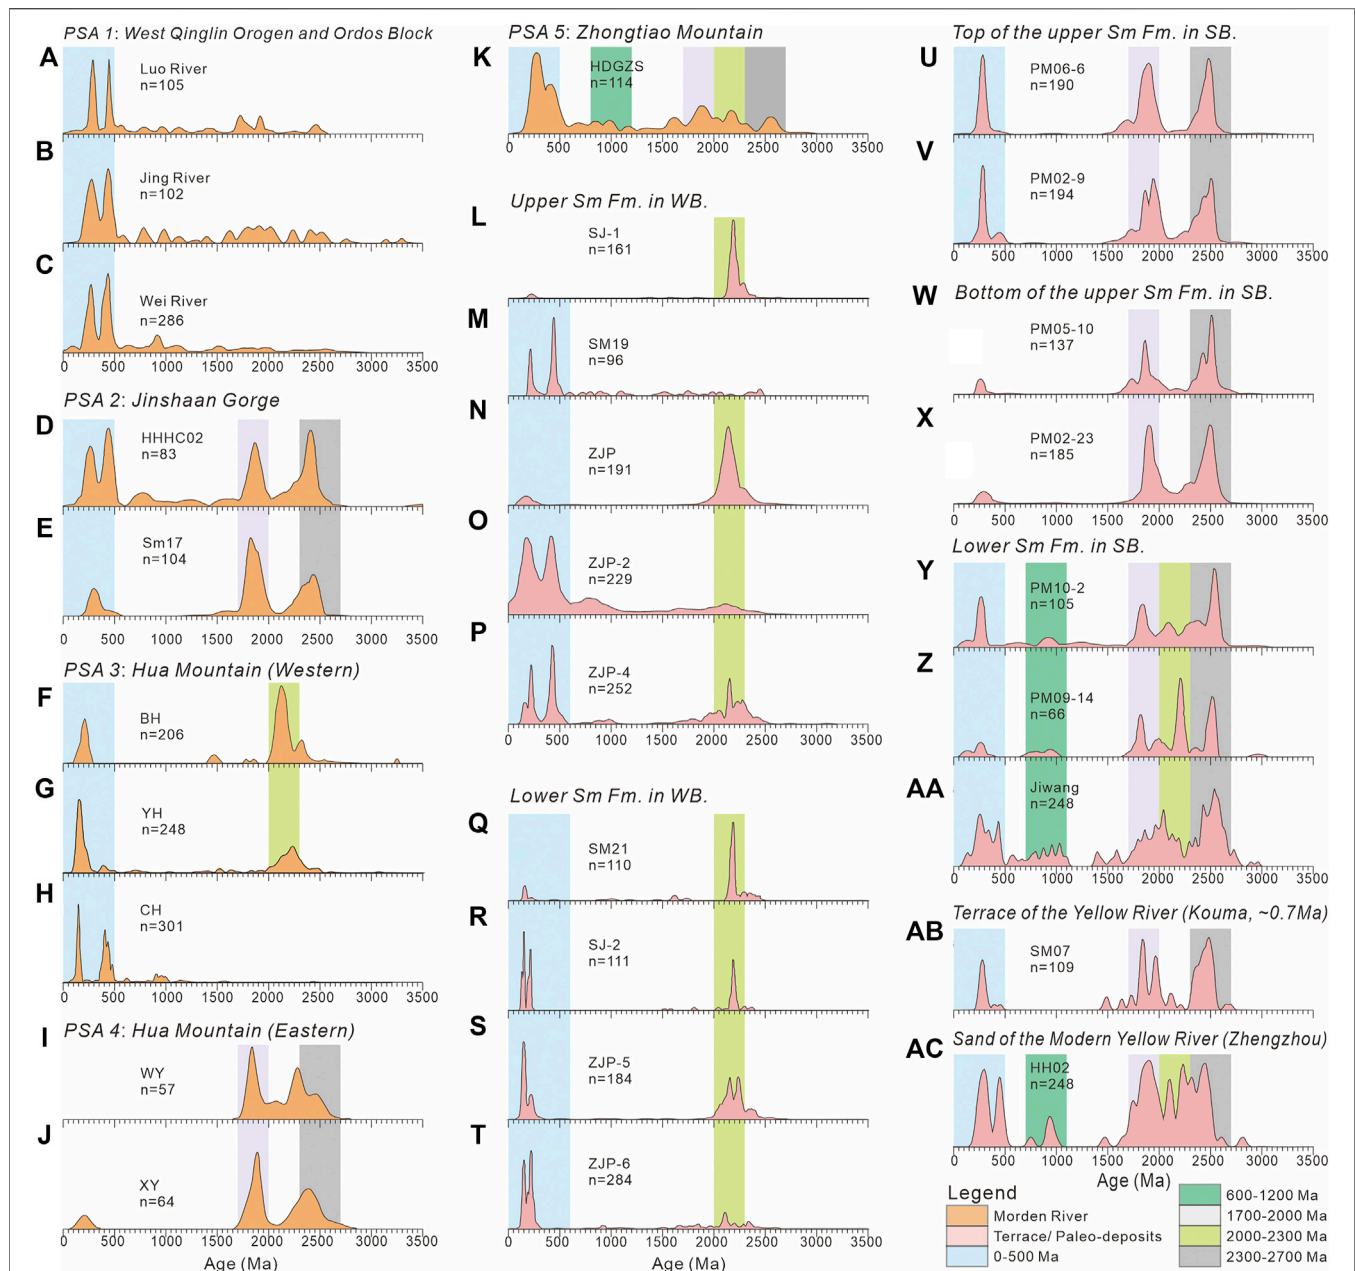 PSA 1: West Qinglin Orogen and Ordos Block
A
Luo River
n=105
B
Jing River
n=102
C
Wei River
n=286
0 500 1000 1500 2000 2500 3000 3500
PSA 2: Jinshaan Gorge
D
HHHC02
n=83
E
Sm17
n=104
0 500 1000 1500 2000 2500 3000 3500
PSA 3: Hua Mountain (Western)
F
BH
n=206
G
YH
n=248
H
CH
n=301
0 500 1000 1500 2000 2500 3000 3500
PSA 4: Hua Mountain (Eastern)
I
WY
n=57
J
XY
n=64
0 500 1000 1500 2000 2500 3000 3500
Age (Ma)
PSA 5: Zhongtiao Mountain
K
HDGZS
n=114
0 500 1000 1500 2000 2500 3000 3500
Upper Sm Fm. in WB.
L
SJ-1
n=161
M
SM19
n=96
N
ZJP
n=191
O
ZJP-2
n=229
P
ZJP-4
n=252
0 500 1000 1500 2000 2500 3000 3500
Lower Sm Fm. in WB.
Q
SM21
n=110
R
SJ-2
n=111
S
ZJP-5
n=184
T
ZJP-6
n=284
0 500 1000 1500 2000 2500 3000 3500
Age (Ma)
Top of the upper Sm Fm. in SB.
U
PM06-6
n=190
V
PM02-9
n=194
0 500 1000 1500 2000 2500 3000 3500
Bottom of the upper Sm Fm. in SB.
W
PM05-10
n=137
X
PM02-23
n=185
0 500 1000 1500 2000 2500 3000 3500
Lower Sm Fm. in SB.
Y
PM10-2
n=105
Z
PM09-14
n=66
AA
Jiwang
n=248
0 500 1000 1500 2000 2500 3000 3500
Terrace of the Yellow River (Kouma, ~0.7Ma)
AB
SM07
n=109
0 500 1000 1500 2000 2500 3000 3500
Sand of the Modern Yellow River (Zhengzhou)
AC
HH02
n=248
0 500 1000 1500 2000 2500 3000 3500
Age (Ma)
Legend
Morden River
Terrace/ Paleo-deposits
0-500 Ma
600-1200 Ma
1700-2000 Ma
2000-2300 Ma
2300-2700 Ma